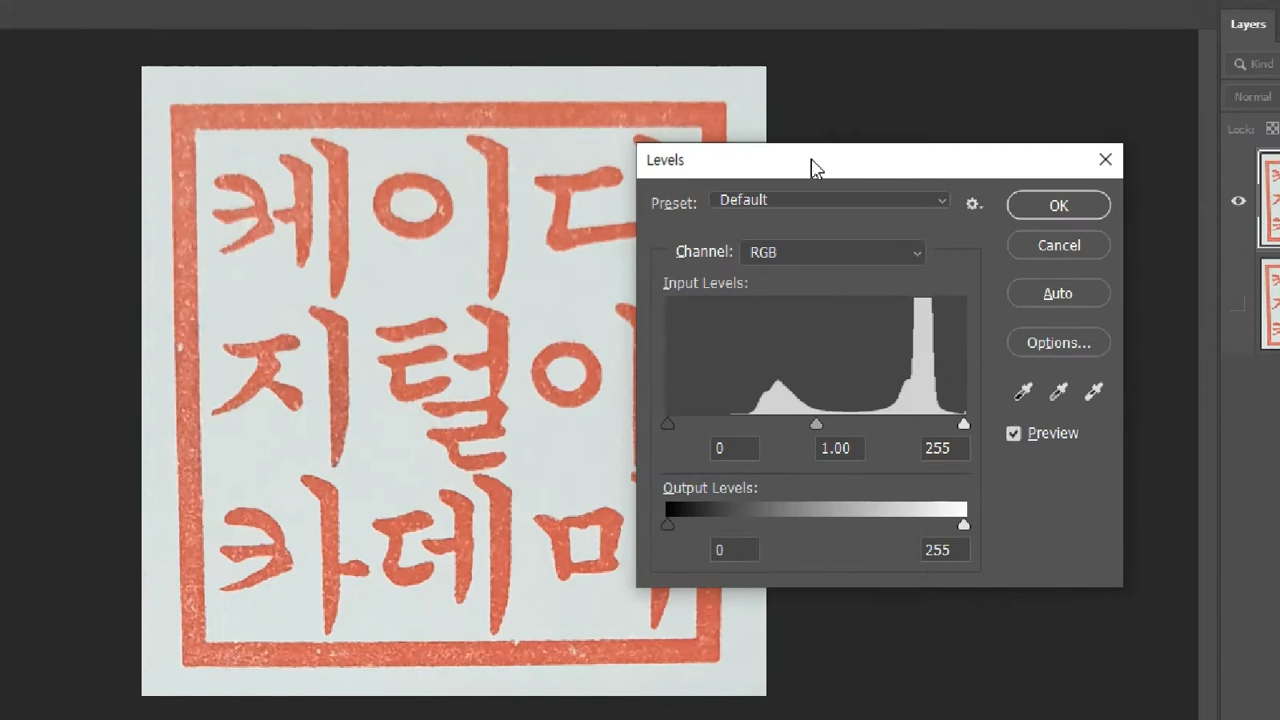 Layers
Kind
Normal
Lock:
케이디
지털아
카데미
Levels
Preset:
Default
OK
Channel:
RGB
Cancel
Input Levels:
Auto
Options...
0
1.00
255
Preview
Output Levels:
0
255